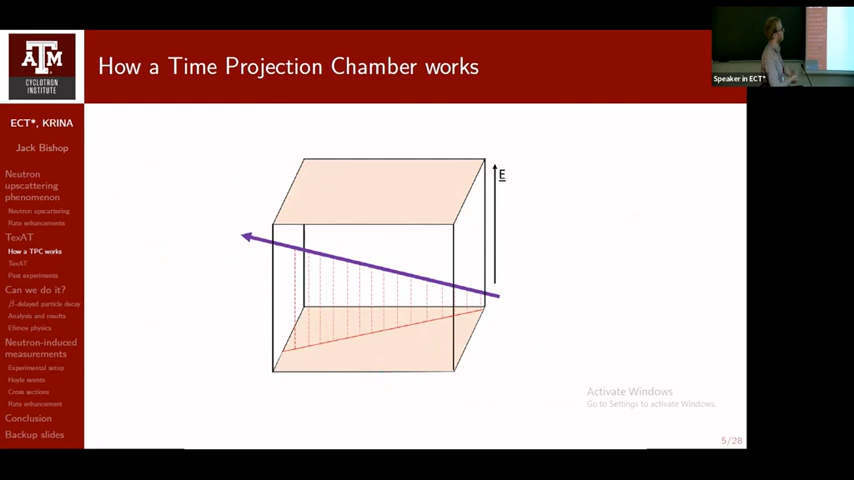 How a Time Projection Chamber works
ĀTM
CYCLOTRON
INSTITUTE
ECT*, KRINA
Jack Bishop
Neutron
upscattering
phenomenon
Neutron upscattering
Rate enhancements
TexAT
How a TPC works
TexAT
Past experiments
Can we do it?
β-delayed particle decay
Analysis and results
Efimov physics
Neutron-induced
measurements
Experimental setup
Hoyle events
Cross sections
Rate enhancement
Conclusion
Backup slides
E
Activate Windows
Go to Settings to activate Windows.
5/28
Speaker in ECT*